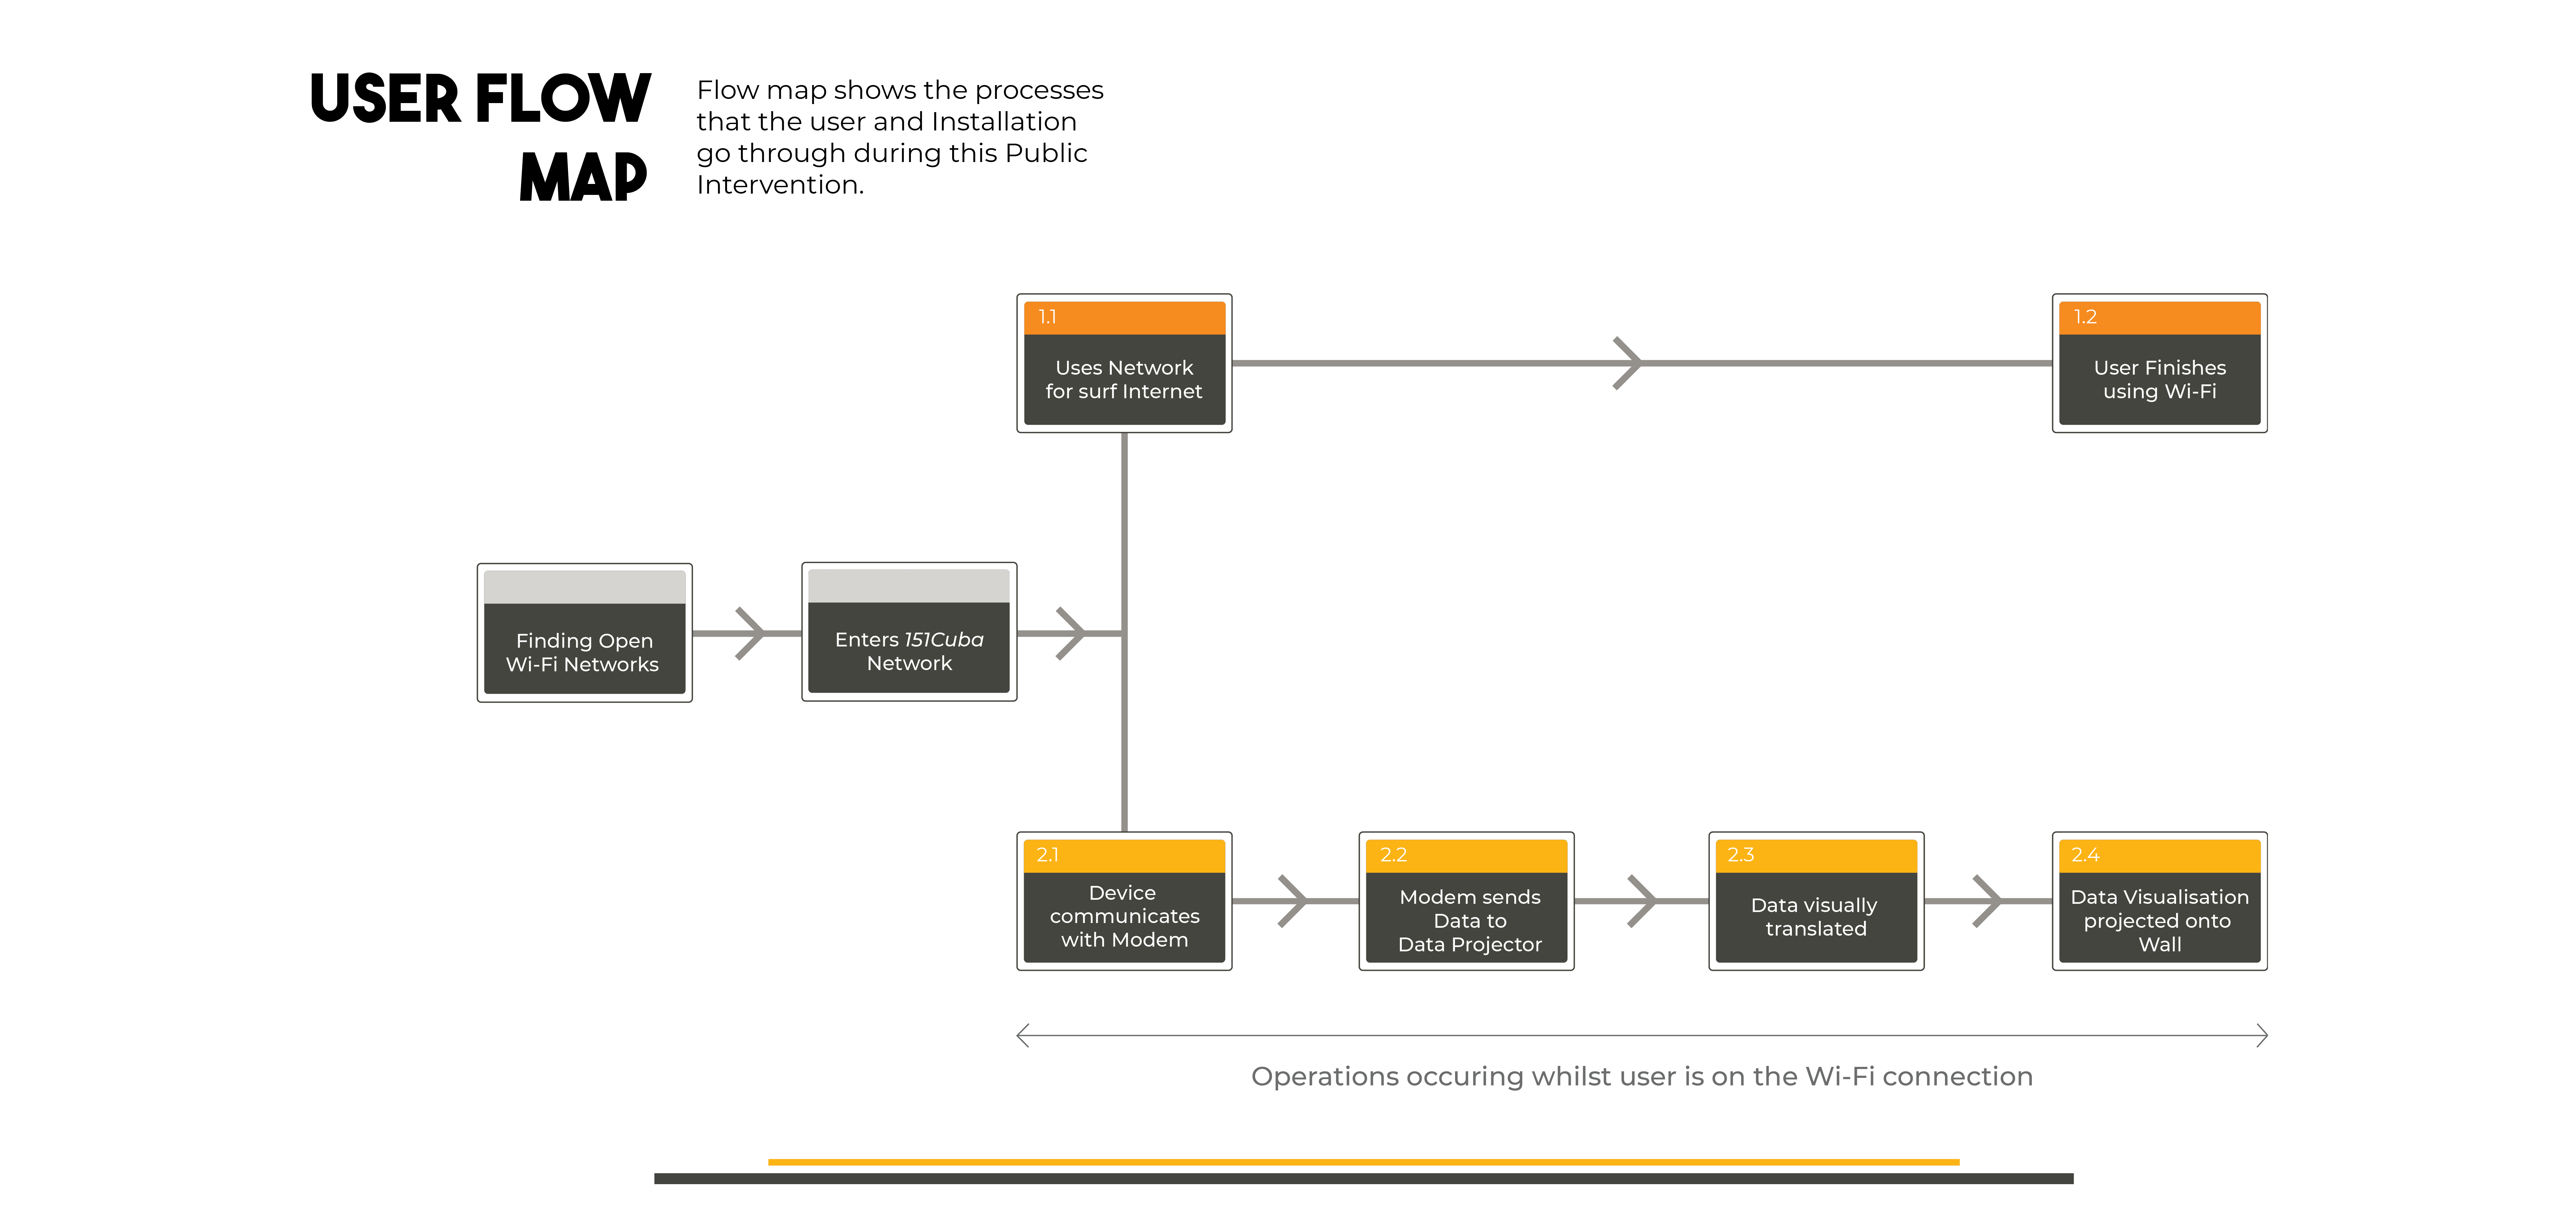 USER FLOW
MAP
Flow map shows the processes
that the user and Installation
go through during this Public
Intervention.
1.1
Uses Network
for surf Internet
1.2
User Finishes
using Wi-Fi
Finding Open
Wi-Fi Networks
Enters 151Cuba
Network
2.1
Device
communicates
with Modem
2.2
Modem sends
Data to
Data Projector
2.3
Data visually
translated
2.4
Data Visualisation
projected onto
Wall
Operations occuring whilst user is on the Wi-Fi connection